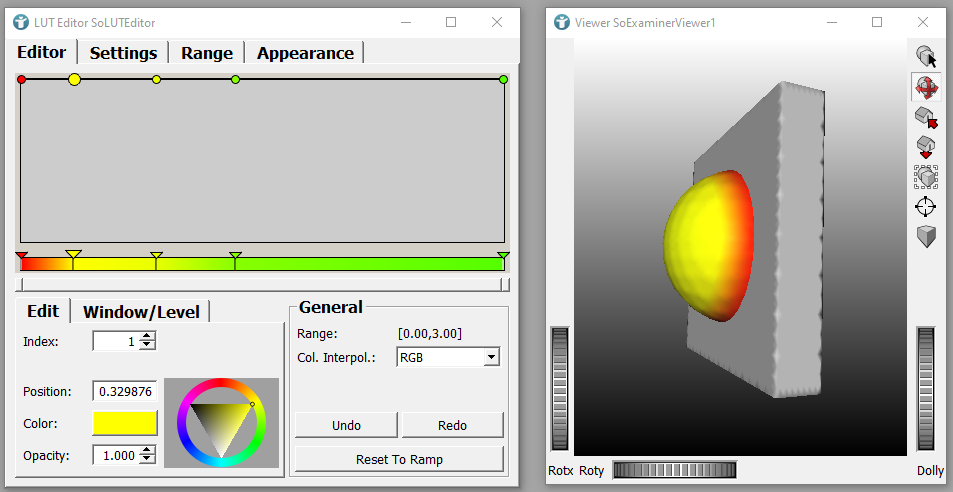 LUT Editor SoLUTEditor
Editor Settings Range Appearance
Edit Window/Level
Index: 1
Position: 0.329876
Color:
Opacity: 1.000
General
Range: [0.00,3.00]
Col. Interpol.: RGB
Undo Redo
Reset To Ramp
Viewer SoExaminerViewer1
Rotx Roty Dolly